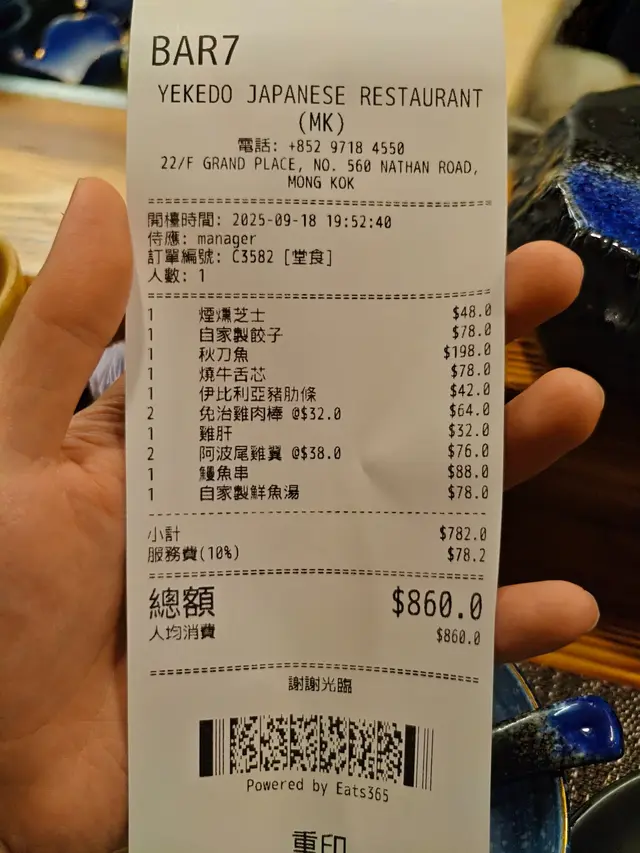 BAR7
YEKEDO JAPANESE RESTAURANT
(MK)
電話: +852 9718 4550
22/F GRAND PLACE, NO. 560 NATHAN ROAD,
MONG KOK
開檯時間: 2025-09-18 19:52:40
侍應: manager
訂單編號: C3582 [堂食]
人數: 1
1 煙燻芝士 $48.0
1 自家製餃子 $78.0
1 秋刀魚 $198.0
1 燒牛舌芯 $78.0
1 伊比利亞豬肋條 $42.0
2 免治雞肉棒 @$32.0 $64.0
1 雞肝 $32.0
2 阿波尾雞翼 @$38.0 $76.0
1 鰻魚串 $88.0
1 自家製鮮魚湯 $78.0
小計 $782.0
服務費(10%) $78.2
總額 $860.0
人均消費 $860.0
謝謝光臨
Powered by Eats365
重印